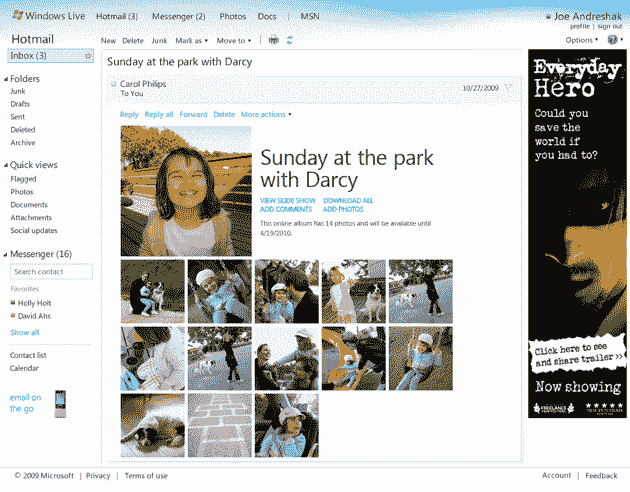 Windows Live Hotmail (3) Messenger (2) Photos Docs | MSN
Joe Andreshak
profile | sign out
Hotmail
New Delete Junk Mark as Move to
Options
Inbox (3)
Folders
Junk
Drafts
Sent
Deleted
Archive
Quick views
Flagged
Photos
Documents
Attachments
Social updates
Messenger (16)
Search contact
Favorites
Holly Holt
David Ahs
Show all
Contact list
Calendar
email on
the go
Sunday at the park with Darcy
Carol Philips
To You
10/27/2009
Reply Reply all Forward Delete More actions
Sunday at the park
with Darcy
VIEW SLIDE SHOW DOWNLOAD ALL
ADD COMMENTS ADD PHOTOS
This online album has 14 photos and will be available until
4/19/2010.
Everyday
Hero
Could you
save the
world if
you had to?
Click here to see
and share trailer >>
Now showing
© 2009 Microsoft | Privacy | Terms of use
Account | Feedback